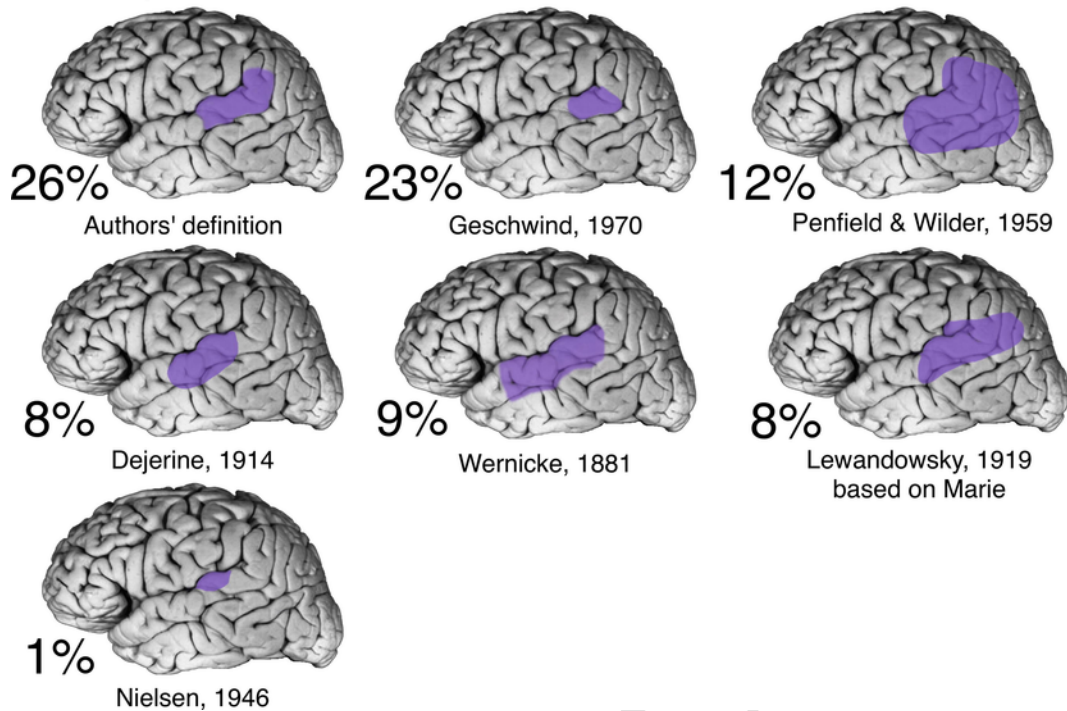 26%
Authors' definition
23%
Geschwind, 1970
12%
Penfield & Wilder, 1959
8%
Dejerine, 1914
9%
Wernicke, 1881
8%
Lewandowsky, 1919
based on Marie
1%
Nielsen, 1946